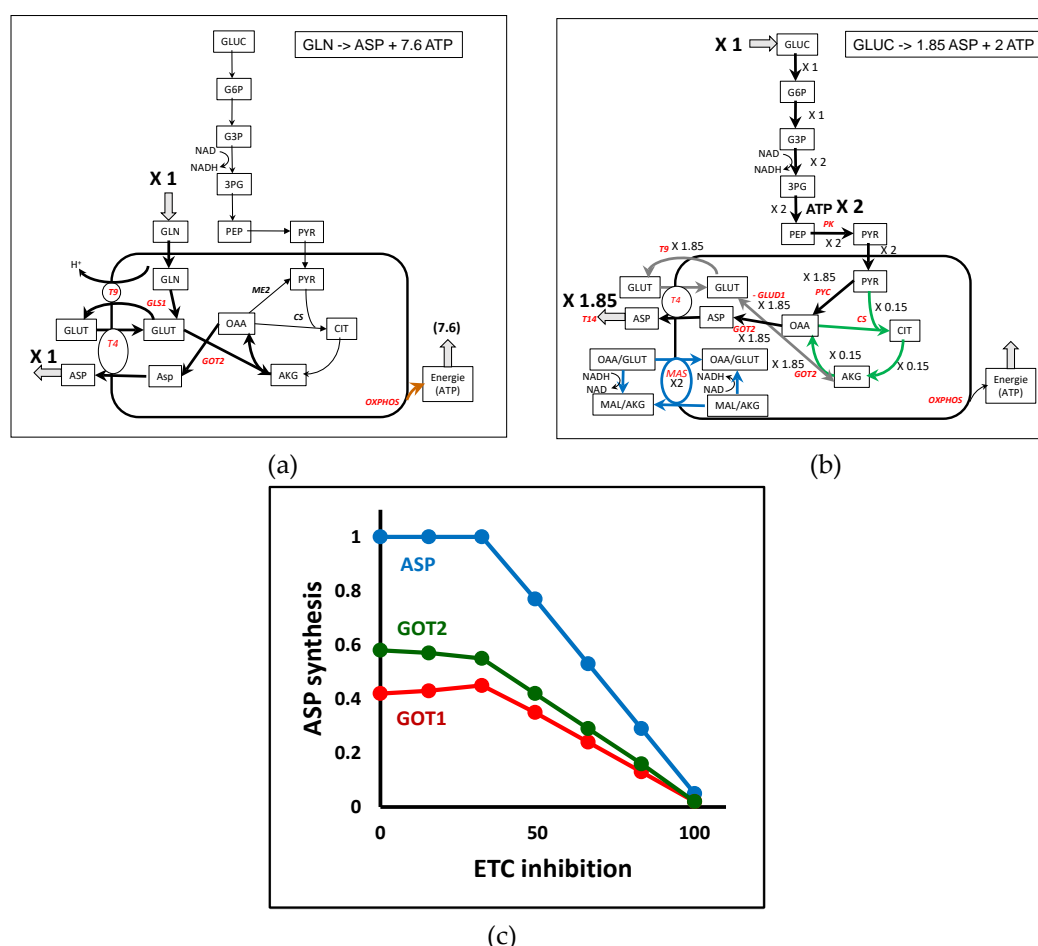 GLN -> ASP + 7.6 ATP
GLUC
G6P
G3P
NAD
NADH
3PG
X 1
GLN
PEP
PYR
H⁺
T9
GLN
GLS1
ME2
PYR
GLUT
GLUT
OAA
CS
CIT
T4
X 1
GOT2
ASP
Asp
AKG
(7.6)
Energie
(ATP)
OXPHOS
(a)
GLUC -> 1.85 ASP + 2 ATP
X 1
GLUC
X 1
G6P
X 1
G3P
NAD
NADH
X 2
3PG
X 2
ATP X 2
PEP
PK
PYR
X 2
X 2
T9 X 1.85
X 1.85
PYR
GLUT
GLUT
- GLUD1
PYC
X 1.85
X 0.15
X 1.85
T4
T14
ASP
ASP
GOT2
OAA
CS
CIT
X 1.85
OAA/GLUT
OAA/GLUT
X 1.85
X 0.15
GOT2
X 0.15
AKG
NADH
NAD
MAS
X2
NADH
NAD
MAL/AKG
MAL/AKG
Energie
(ATP)
OXPHOS
(b)
ASP synthesis
1
0.8
0.6
0.4
0.2
0
ASP
GOT2
GOT1
0
50
100
ETC inhibition
(c)